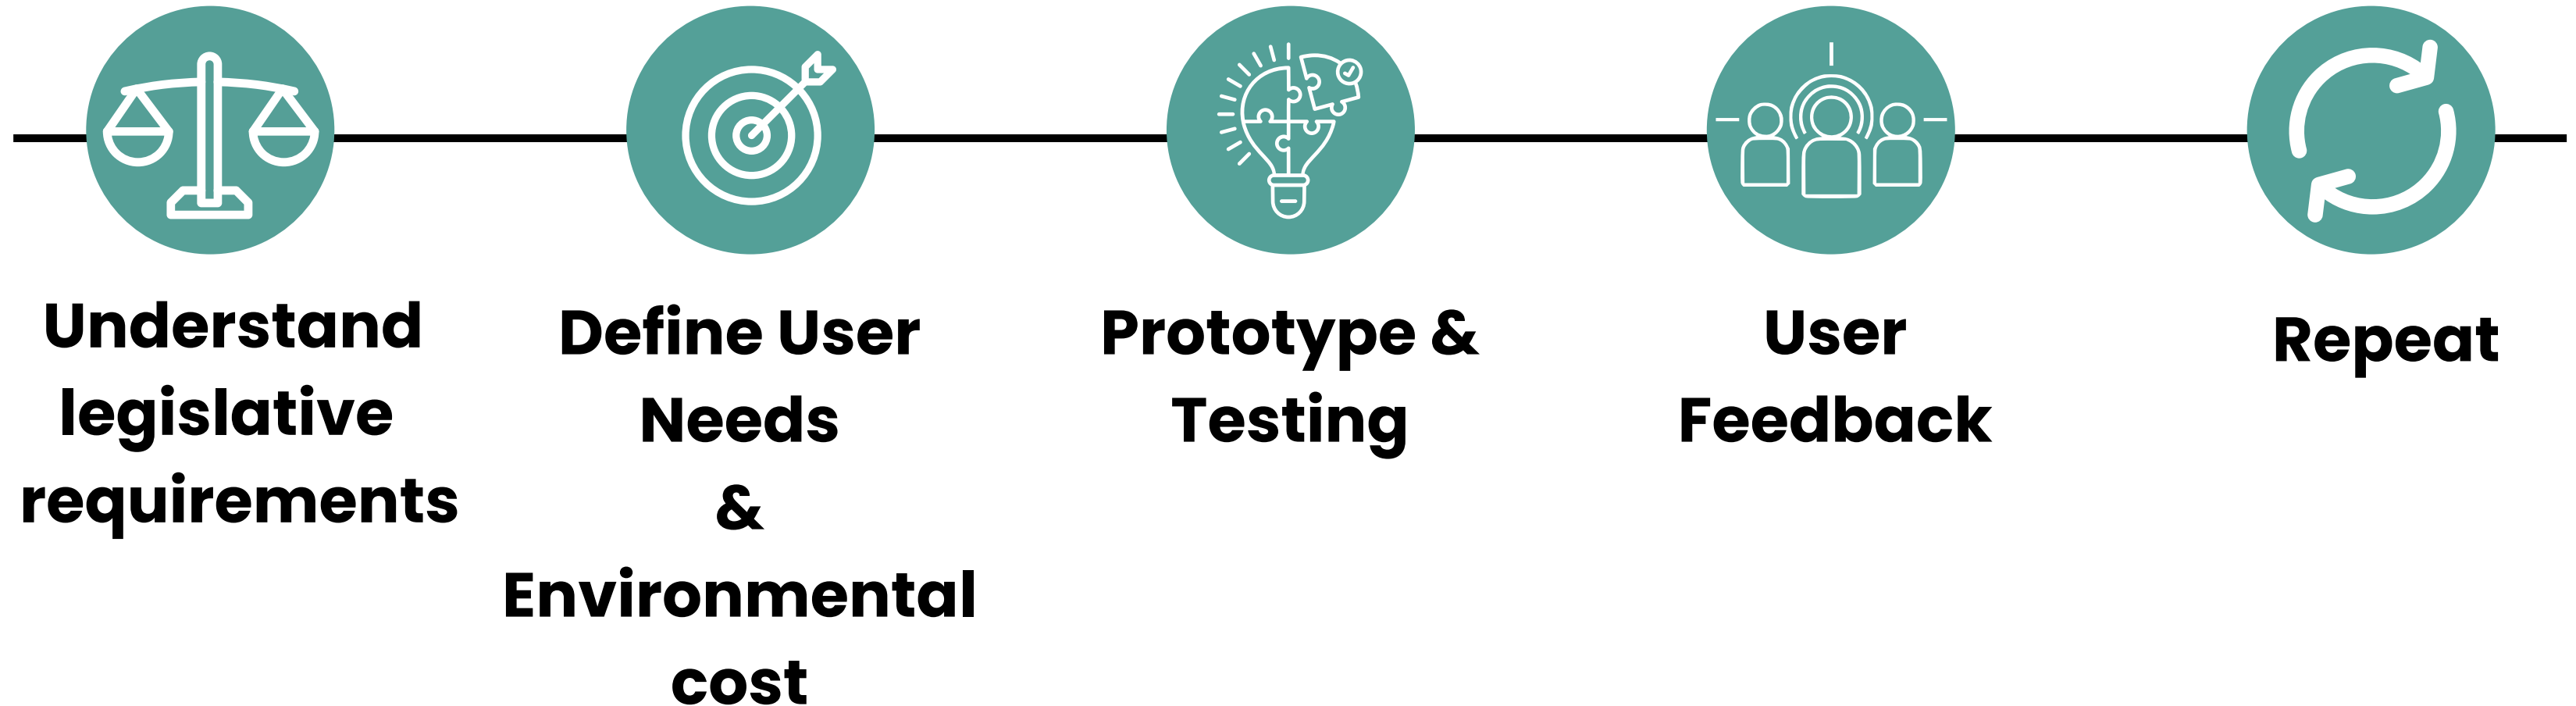 Understand
legislative
requirements
Define User
Needs
&
Environmental
cost
Prototype &
Testing
User
Feedback
Repeat